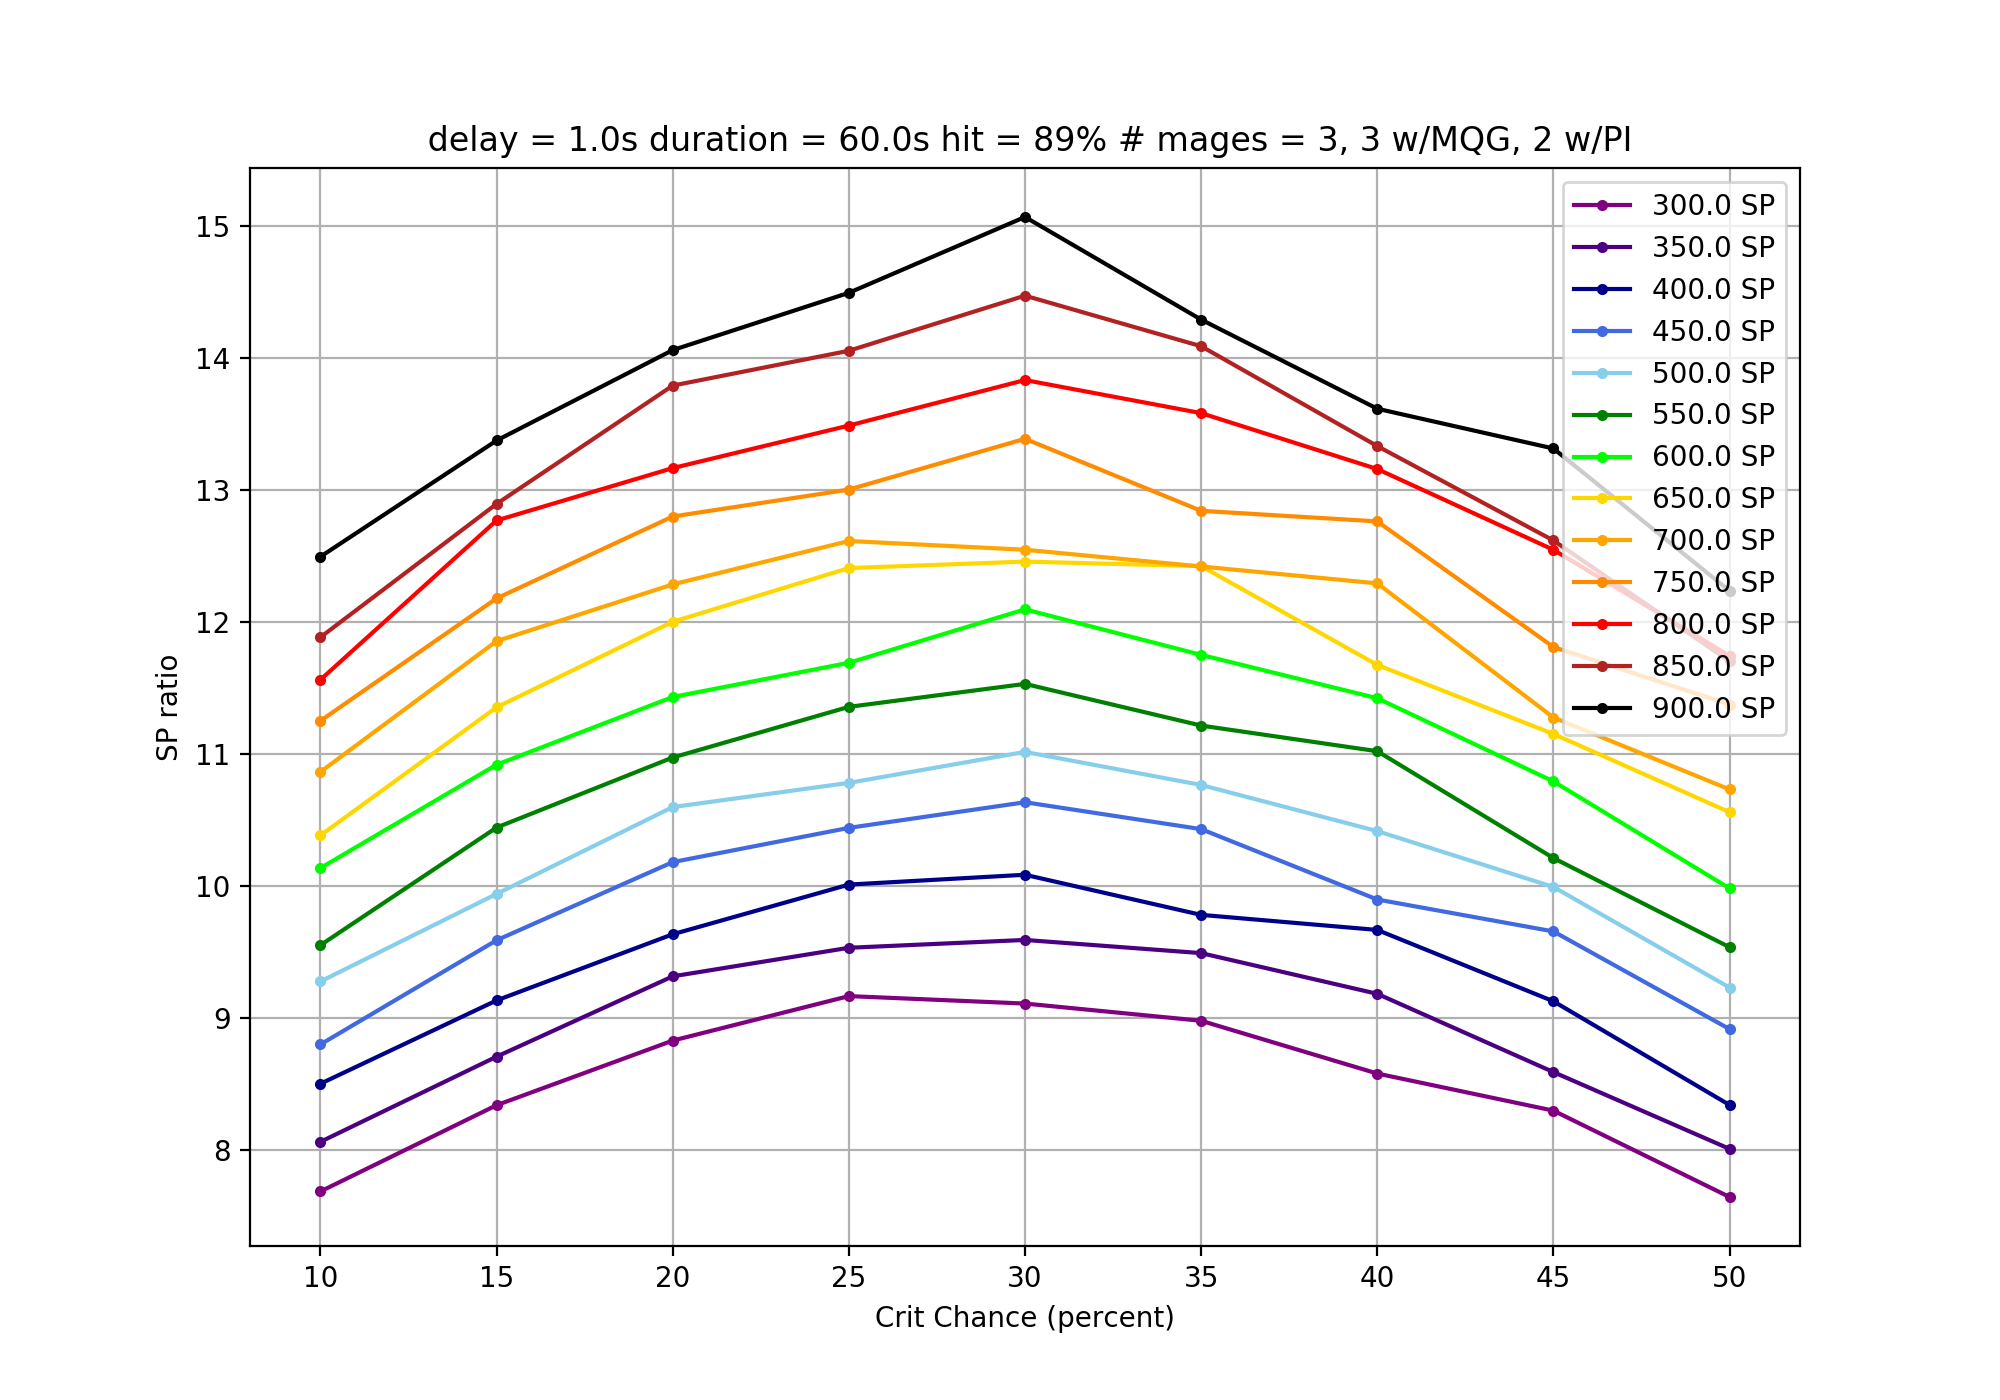 delay = 1.0s duration = 60.0s hit = 89% # mages = 3, 3 w/MQG, 2 w/PI
300.0 SP
350.0 SP
400.0 SP
450.0 SP
500.0 SP
550.0 SP
600.0 SP
650.0 SP
700.0 SP
750.0 SP
800.0 SP
850.0 SP
900.0 SP
15
14
13
12
11
10
9
8
SP ratio
10 15 20 25 30 35 40 45 50
Crit Chance (percent)